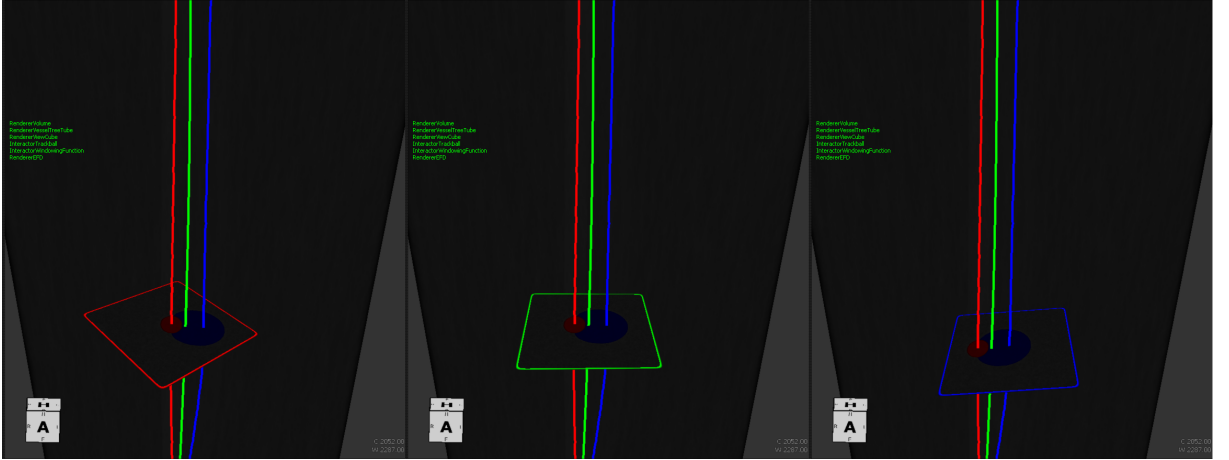 RendererVolume
RendererVesselTreeTube
RendererViewCube
InteractorTrackball
InteractorWindowingFunction
RendererEFD
A
C 2052.00
W 2287.00
RendererVolume
RendererVesselTreeTube
RendererViewCube
InteractorTrackball
InteractorWindowingFunction
RendererEFD
A
C 2052.00
W 2287.00
RendererVolume
RendererVesselTreeTube
RendererViewCube
InteractorTrackball
InteractorWindowingFunction
RendererEFD
A
C 2052.00
W 2287.00